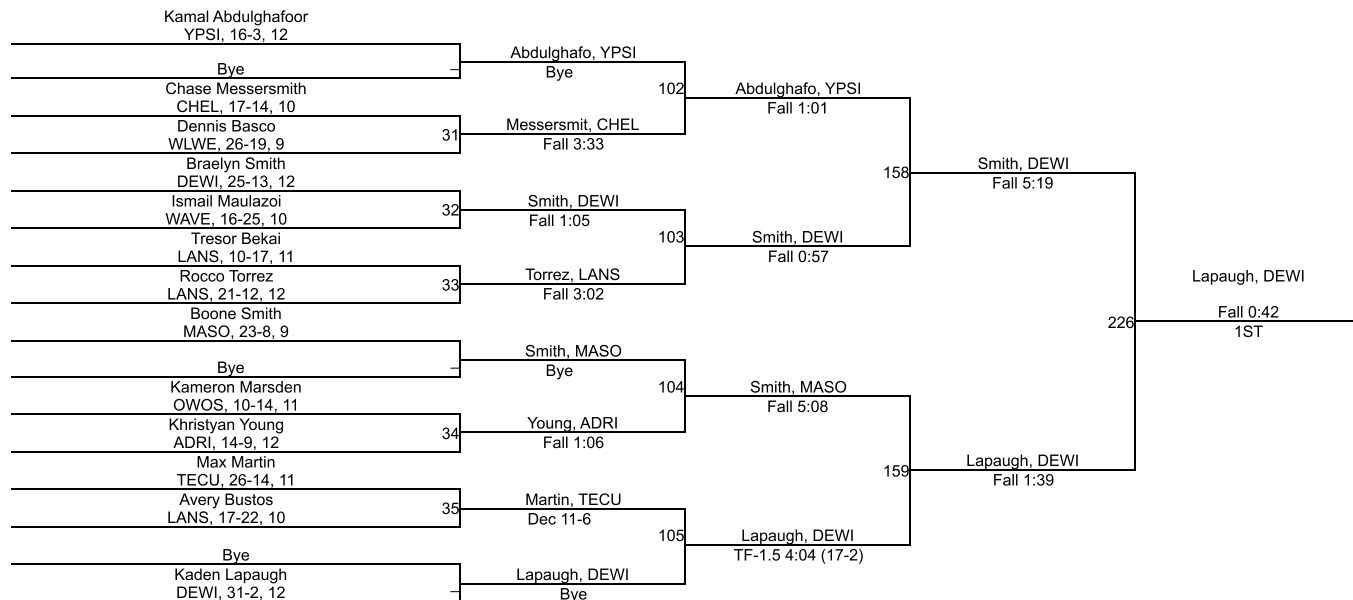 Kamal Abdulghafoor
YPSI, 16-3, 12
Bye
Chase Messersmith
CHEL, 17-14, 10
Dennis Basco
WLWE, 26-19, 9
Braelyn Smith
DEWI, 25-13, 12
Ismail Maulazoi
WAVE, 16-25, 10
Tresor Bekai
LANS, 10-17, 11
Rocco Torrez
LANS, 21-12, 12
Boone Smith
MASO, 23-8, 9
Bye
Kameron Marsden
OWOS, 10-14, 11
Khristyan Young
ADRI, 14-9, 12
Max Martin
TECU, 26-14, 11
Avery Bustos
LANS, 17-22, 10
Bye
Kaden Lapaugh
DEWI, 31-2, 12
–
31
32
33
–
34
35
–
Abdulghafo, YPSI
Bye
Messersmit, CHEL
Fall 3:33
Smith, DEWI
Fall 1:05
Torrez, LANS
Fall 3:02
Smith, MASO
Bye
Young, ADRI
Fall 1:06
Martin, TECU
Dec 11-6
Lapaugh, DEWI
Bye
102
103
104
105
Abdulghafo, YPSI
Fall 1:01
Smith, DEWI
Fall 0:57
Smith, MASO
Fall 5:08
Lapaugh, DEWI
TF-1.5 4:04 (17-2)
158
159
Smith, DEWI
Fall 5:19
Lapaugh, DEWI
Fall 1:39
226
Lapaugh, DEWI
Fall 0:42
1ST